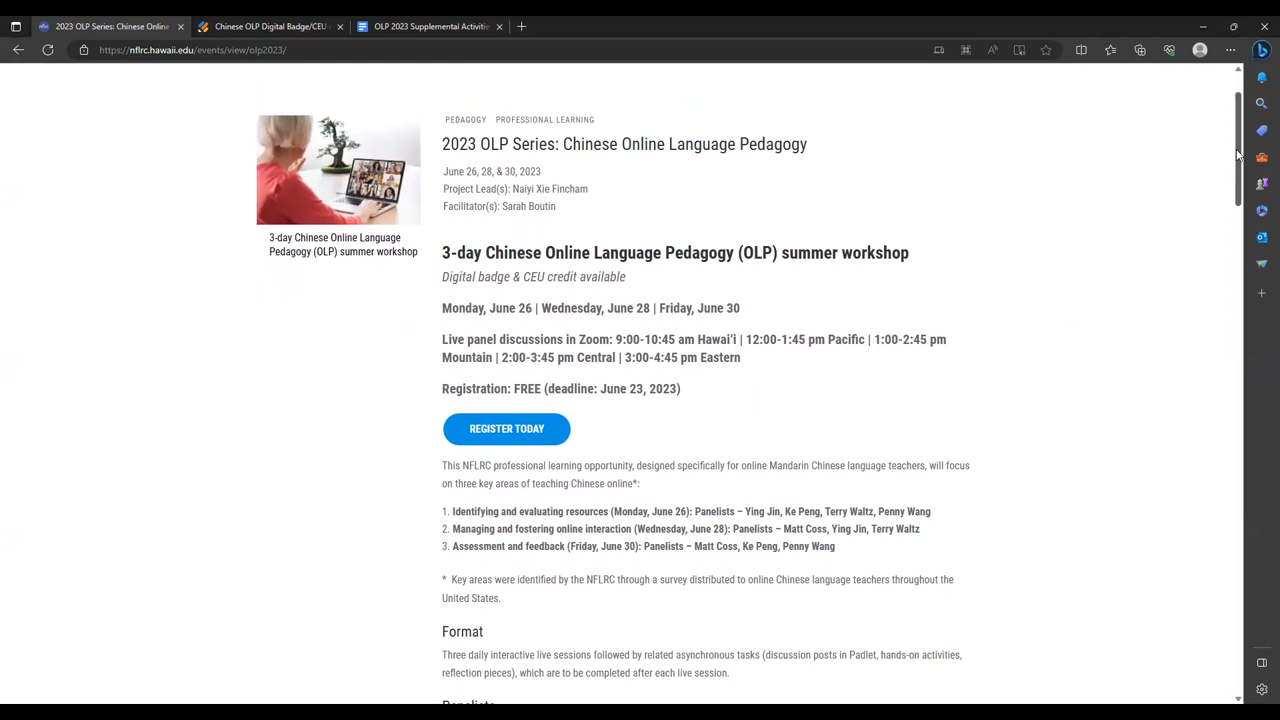 2023 OLP Series: Chinese Online
Chinese OLP Digital Badge/CEU
OLP 2023 Supplemental Activitie
https://nflrc.hawaii.edu/events/view/olp2023/
PEDAGOGY PROFESSIONAL LEARNING
2023 OLP Series: Chinese Online Language Pedagogy
June 26, 28, & 30, 2023
Project Lead(s): Naiyi Xie Fincham
Facilitator(s): Sarah Boutin
3-day Chinese Online Language
Pedagogy (OLP) summer workshop
3-day Chinese Online Language Pedagogy (OLP) summer workshop
Digital badge & CEU credit available
Monday, June 26 | Wednesday, June 28 | Friday, June 30
Live panel discussions in Zoom: 9:00-10:45 am Hawaiʻi | 12:00-1:45 pm Pacific | 1:00-2:45 pm
Mountain | 2:00-3:45 pm Central | 3:00-4:45 pm Eastern
Registration: FREE (deadline: June 23, 2023)
REGISTER TODAY
This NFLRC professional learning opportunity, designed specifically for online Mandarin Chinese language teachers, will focus
on three key areas of teaching Chinese online*:
1. Identifying and evaluating resources (Monday, June 26): Panelists – Ying Jin, Ke Peng, Terry Waltz, Penny Wang
2. Managing and fostering online interaction (Wednesday, June 28): Panelists – Matt Coss, Ying Jin, Terry Waltz
3. Assessment and feedback (Friday, June 30): Panelists – Matt Coss, Ke Peng, Penny Wang
* Key areas were identified by the NFLRC through a survey distributed to online Chinese language teachers throughout the
United States.
Format
Three daily interactive live sessions followed by related asynchronous tasks (discussion posts in Padlet, hands-on activities,
reflection pieces), which are to be completed after each live session.
Panelists